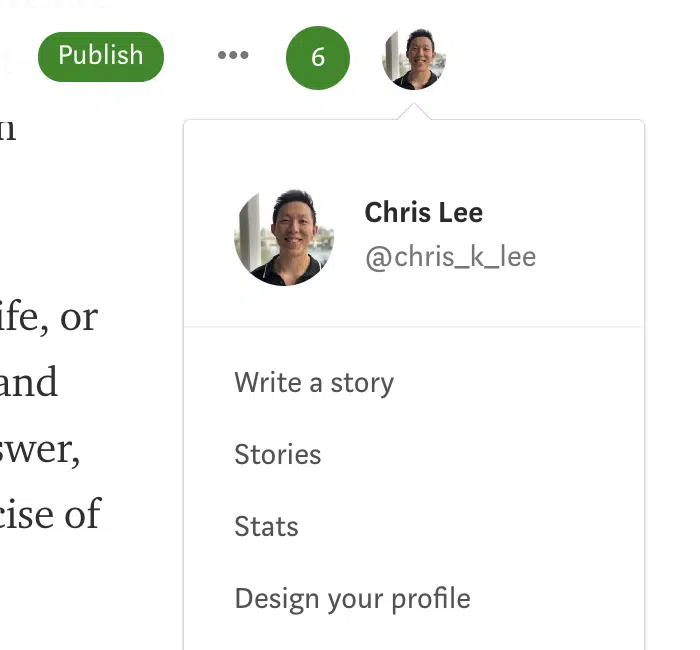 Publish
6
n
Chris Lee
@chris_k_lee
ife, or
and
swer,
cise of
Write a story
Stories
Stats
Design your profile